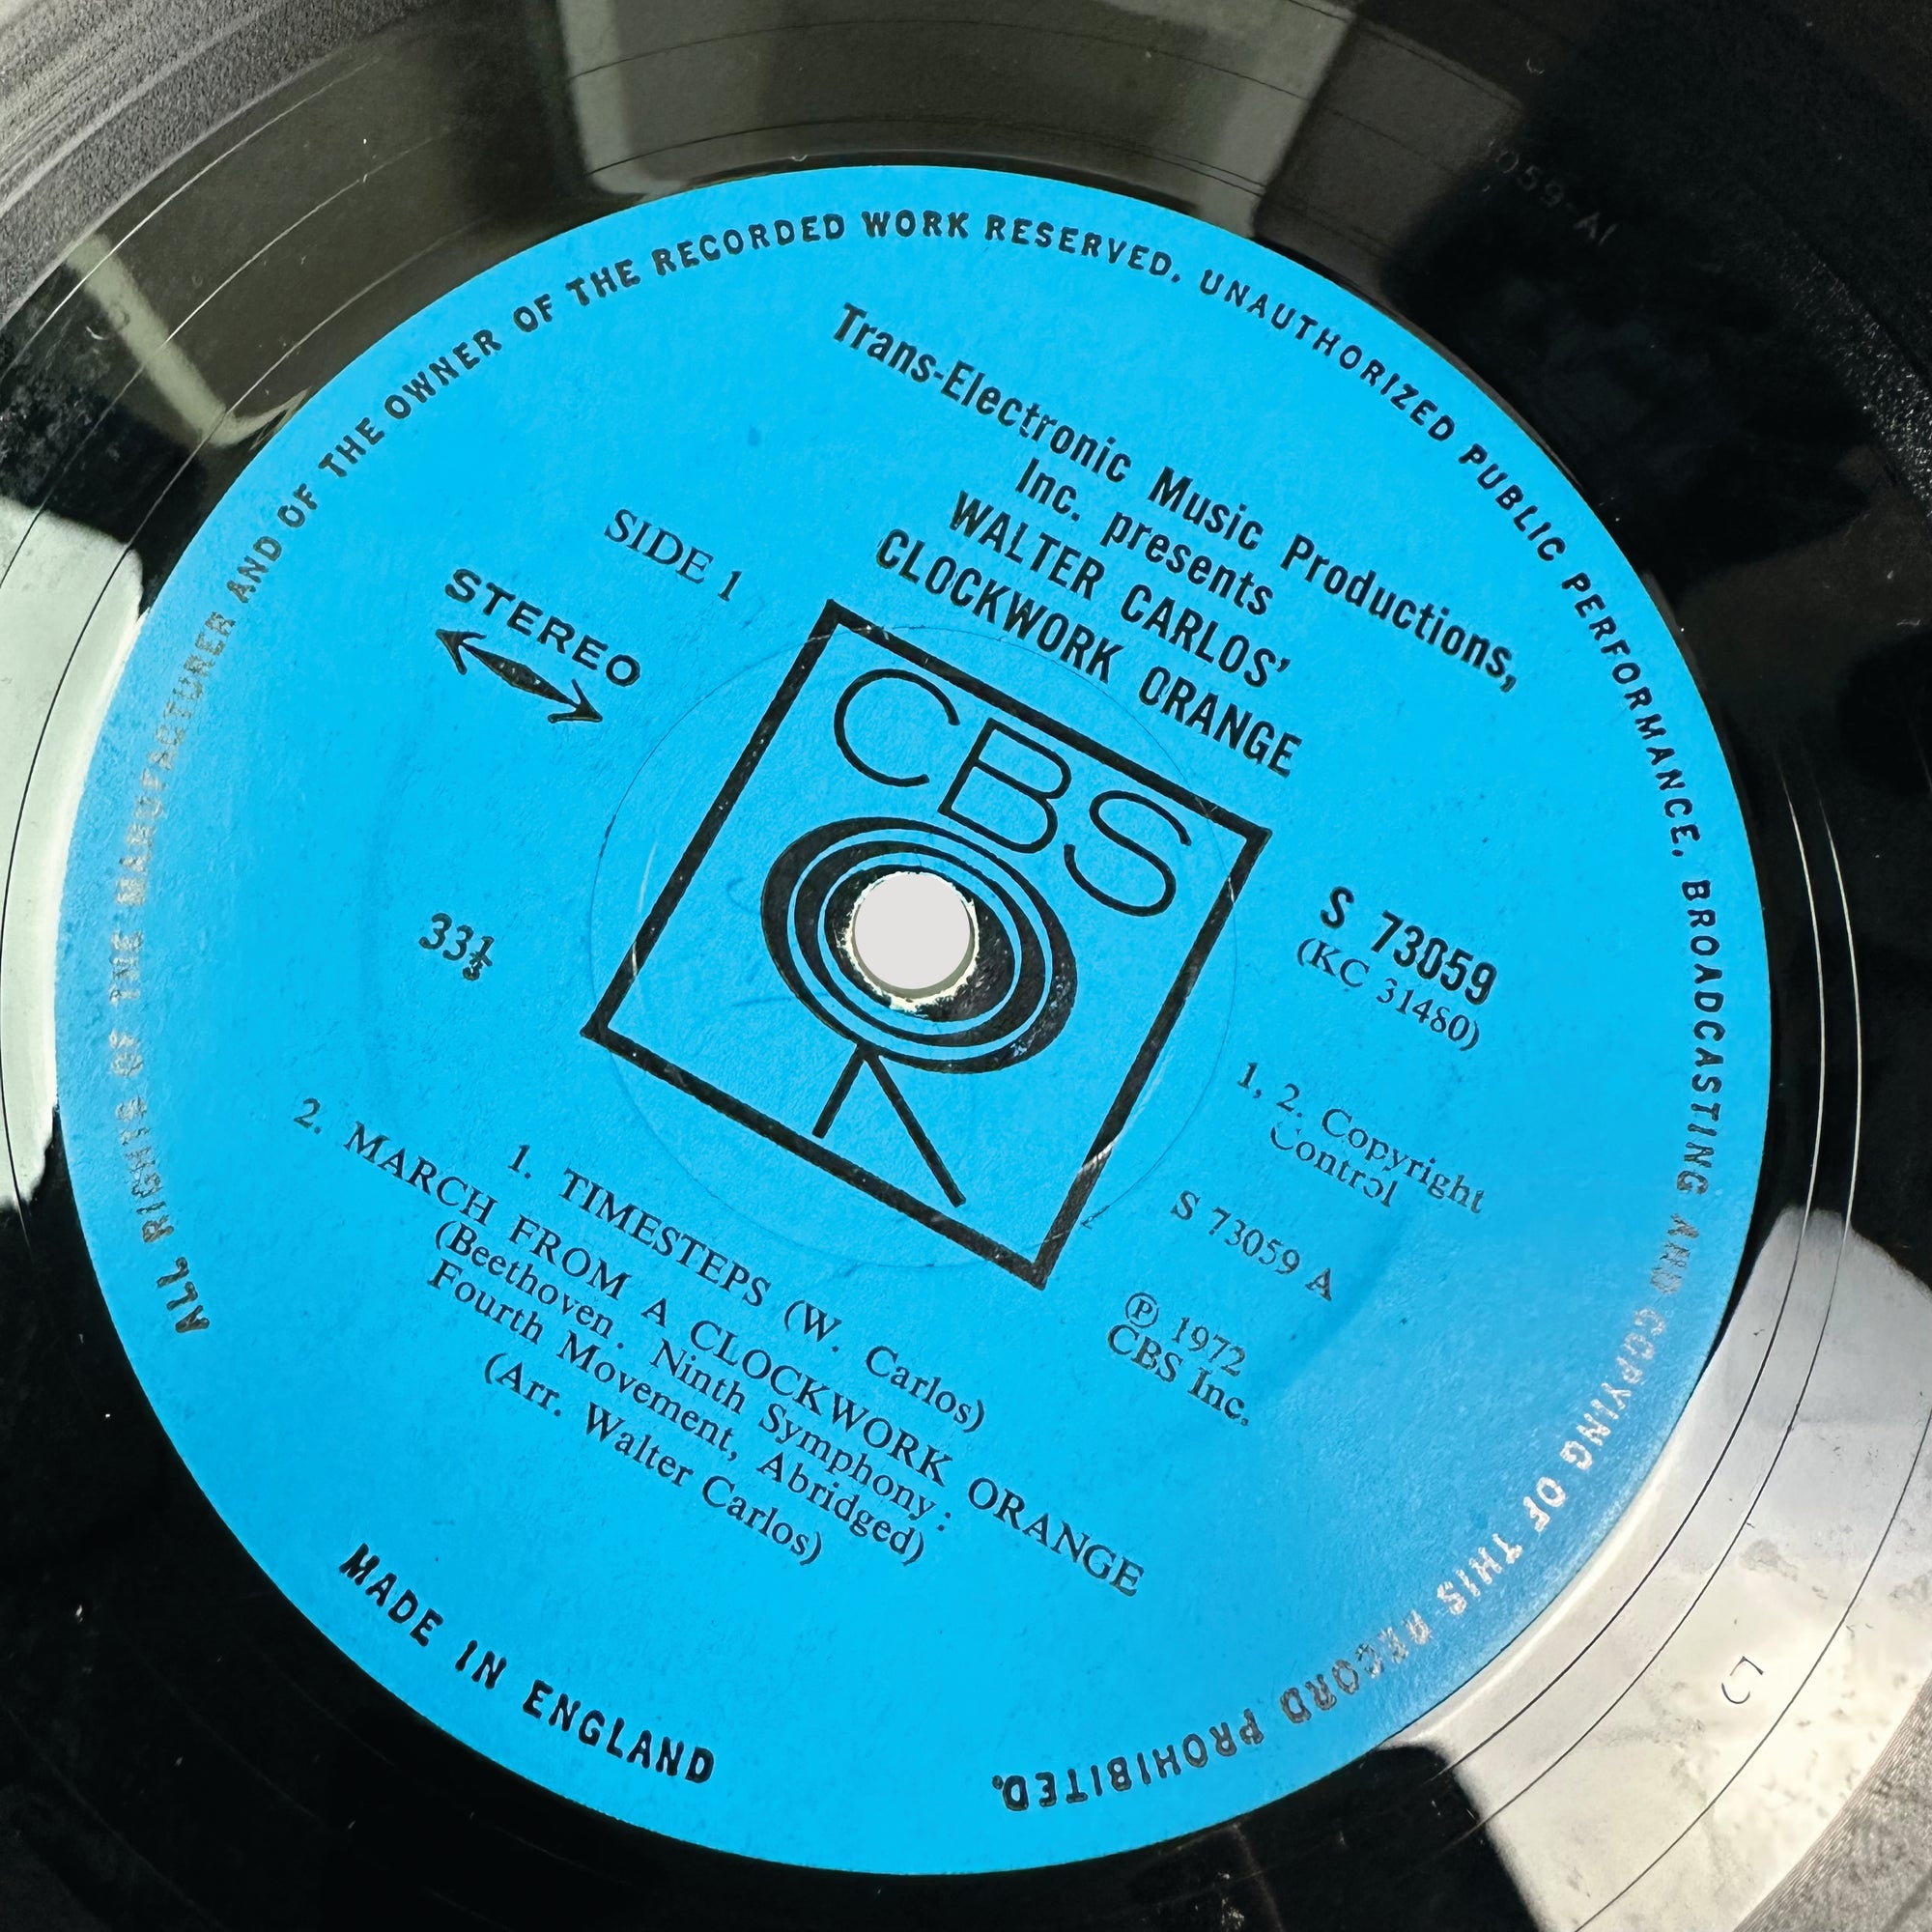 ALL RIGHTS OF THE MANUFACTURER AND OF THE OWNER OF THE RECORDED WORK RESERVED. UNAUTHORIZED PUBLIC PERFORMANCE, BROADCASTING AND COPYING OF THIS RECORD PROHIBITED.
Trans-Electronic Music Productions,
Inc. presents
WALTER CARLOS'
CLOCKWORK ORANGE
SIDE 1
STEREO
CBS
33⅓
S 73059
(KC 31480)
1, 2. Copyright
Control
S 73059 A
℗ 1972
CBS Inc.
1. TIMESTEPS (W. Carlos)
2. MARCH FROM A CLOCKWORK ORANGE
(Beethoven : Ninth Symphony :
Fourth Movement, Abridged)
(Arr. Walter Carlos)
MADE IN ENGLAND